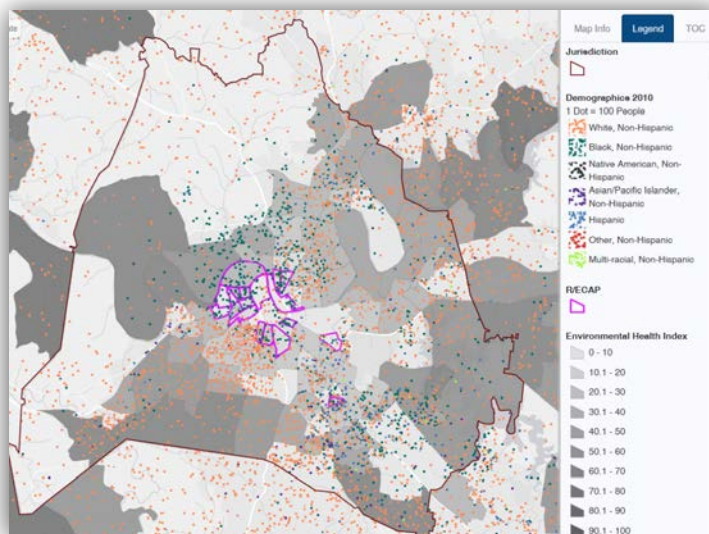 Map Info Legend TOC
Jurisdiction
Demographics 2010
1 Dot = 100 People
White, Non-Hispanic
Black, Non-Hispanic
Native American, Non-
Hispanic
Asian/Pacific Islander,
Non-Hispanic
Hispanic
Other, Non-Hispanic
Multi-racial, Non-Hispanic
R/ECAP
Environmental Health Index
0 - 10
10.1 - 20
20.1 - 30
30.1 - 40
40.1 - 50
50.1 - 60
60.1 - 70
70.1 - 80
80.1 - 90
90.1 - 100